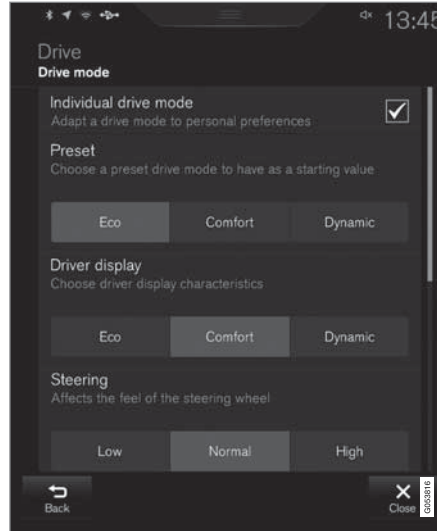 13:45
Drive
Drive mode
Individual drive mode
Adapt a drive mode to personal preferences
Preset
Choose a preset drive mode to have as a starting value
Eco Comfort Dynamic
Driver display
Choose driver display characteristics
Eco Comfort Dynamic
Steering
Affects the feel of the steering wheel
Low Normal High
Back Close
G053816